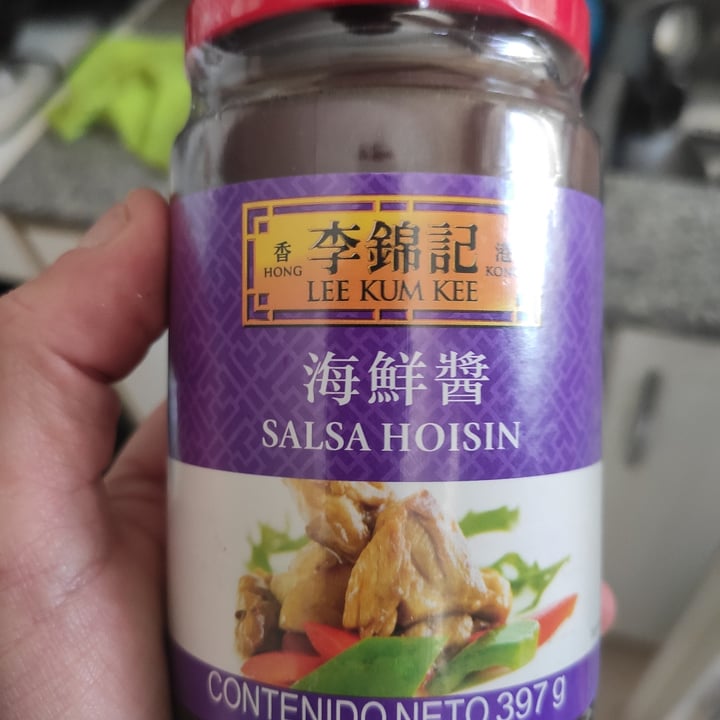 香 李錦記 港
HONG LEE KUM KEE KONG
海鮮醬
SALSA HOISIN
CONTENIDO NETO 397g